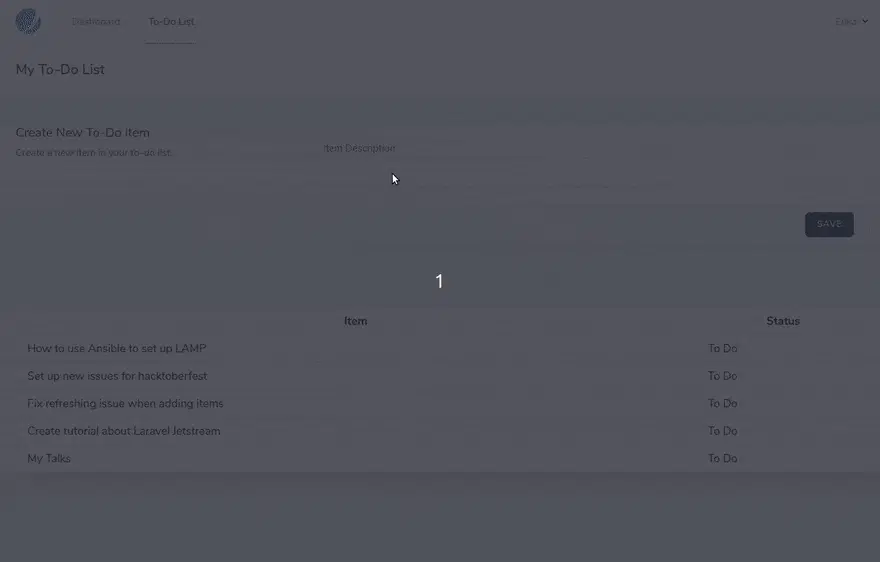 Dashboard To-Do List Erika
My To-Do List
Create New To-Do Item
Create a new item in your to-do list.
Item Description
SAVE
1
Item Status
How to use Ansible to set up LAMP To Do
Set up new issues for hacktoberfest To Do
Fix refreshing issue when adding items To Do
Create tutorial about Laravel Jetstream To Do
My Talks To Do